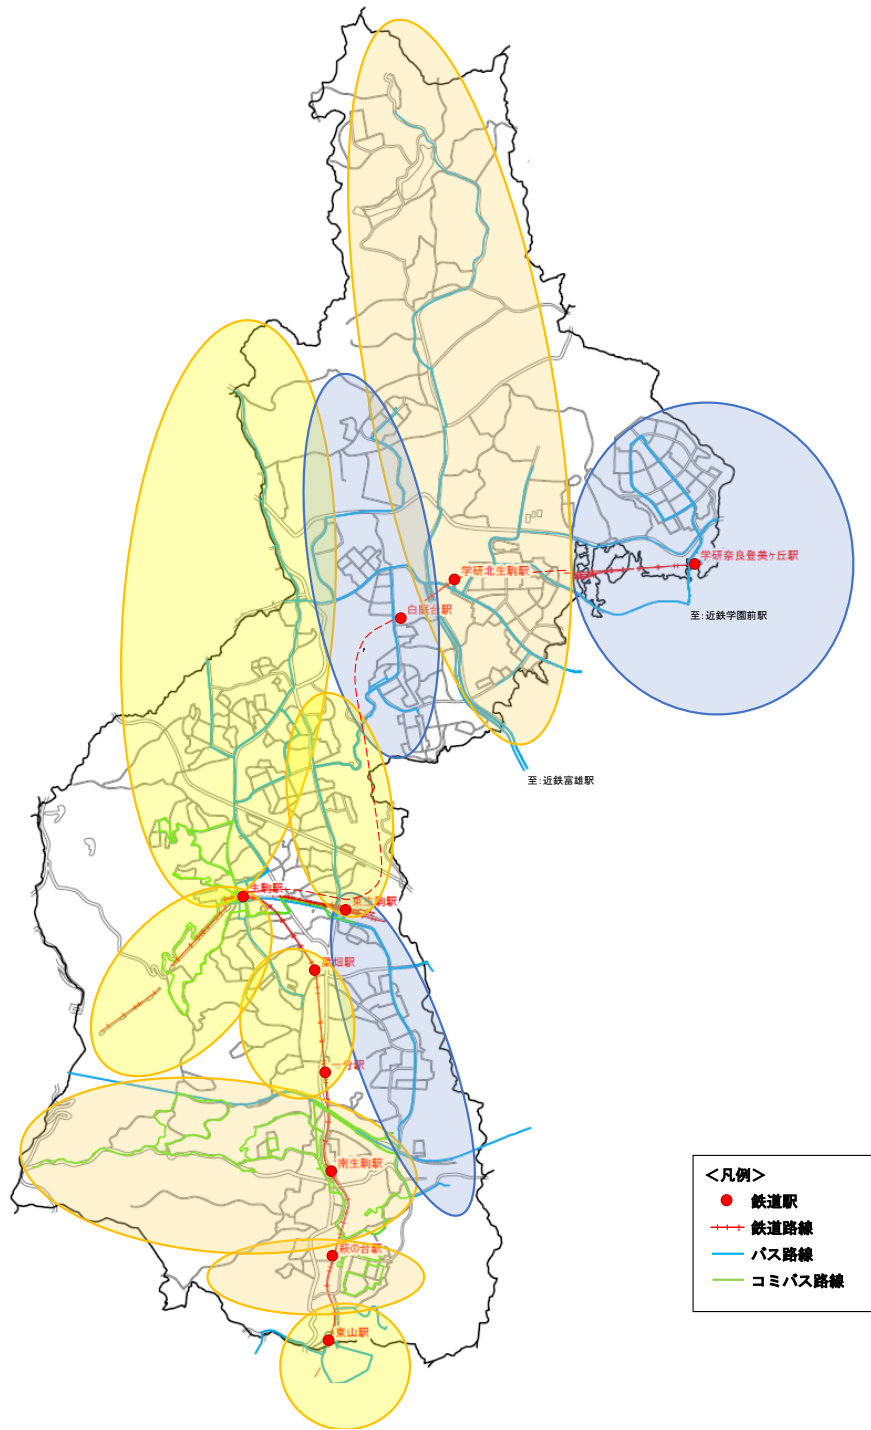 学研奈良登美ヶ丘駅
学研北生駒駅
白庭台駅
至：近鉄学園前駅
至：近鉄富雄駅
生駒駅
東生駒駅
菜畑駅
一分駅
南生駒駅
萩の台駅
東山駅
＜凡例＞
鉄道駅
鉄道路線
バス路線
コミバス路線